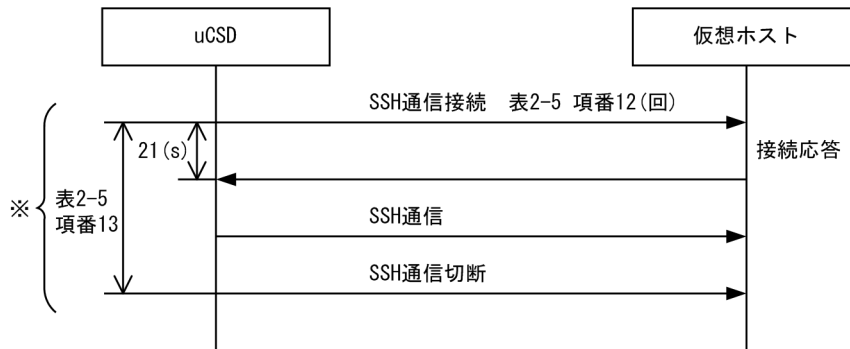 uCSD
仮想ホスト
SSH通信接続 表2-5 項番12(回)
21(s)
接続応答
※
表2-5
項番13
SSH通信
SSH通信切断